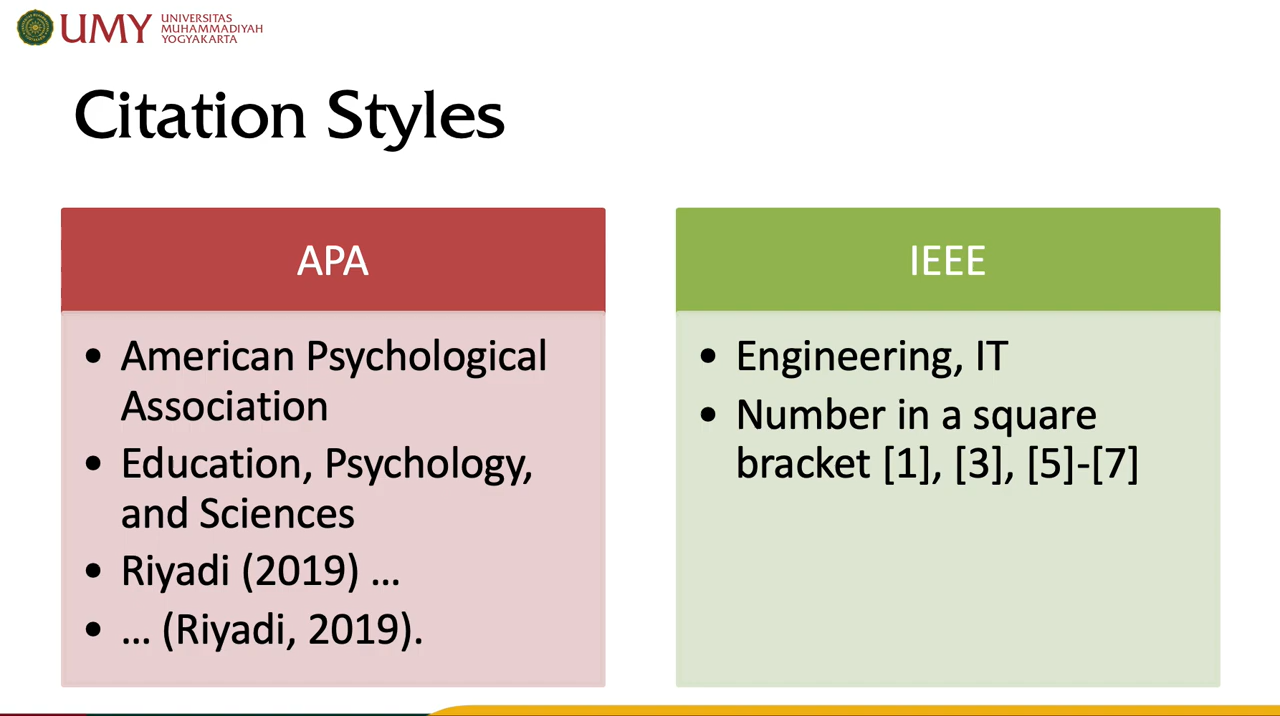 UMY
UNIVERSITAS
MUHAMMADIYAH
YOGYAKARTA
Citation Styles
APA
• American Psychological
Association
• Education, Psychology,
and Sciences
• Riyadi (2019) ...
• ... (Riyadi, 2019).
IEEE
• Engineering, IT
• Number in a square
bracket [1], [3], [5]-[7]